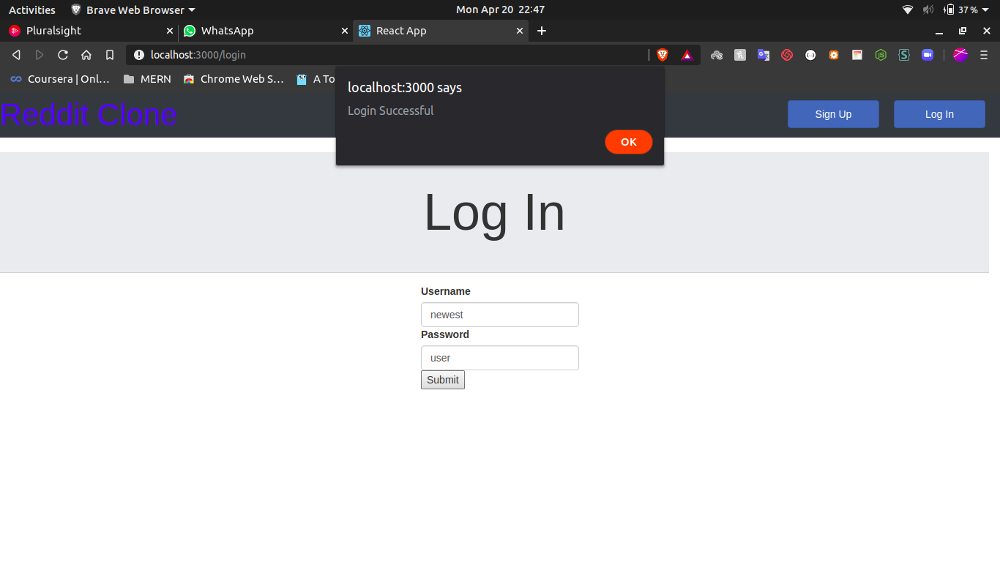 Activities Brave Web Browser Mon Apr 20 22:47 37 %
Pluralsight WhatsApp React App
localhost:3000/login
Coursera | Onl... MERN Chrome Web S... A To
localhost:3000 says
Login Successful
OK
Reddit Clone Sign Up Log In
Log In
Username
newest
Password
user
Submit